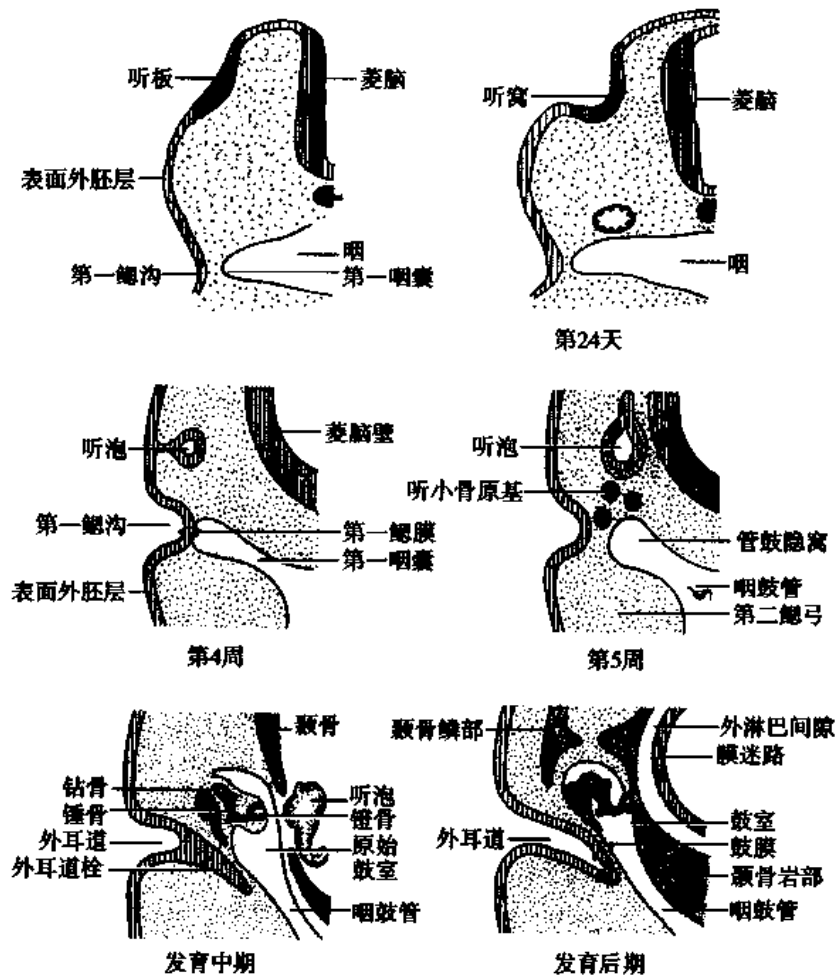 听板
菱脑
表面外胚层
咽
第一鳃沟
第一咽囊
听窝
菱脑
咽
第24天
听泡
菱脑壁
第一鳃沟
第一鳃膜
第一咽囊
表面外胚层
第4周
听泡
听小骨原基
管鼓隐窝
咽鼓管
第二鳃弓
第5周
颞骨
钻骨
锤骨
听泡
镫骨
外耳道
原始
鼓室
外耳道栓
咽鼓管
发育中期
颞骨鳞部
外淋巴间隙
膜迷路
外耳道
鼓室
鼓膜
颞骨岩部
咽鼓管
发育后期